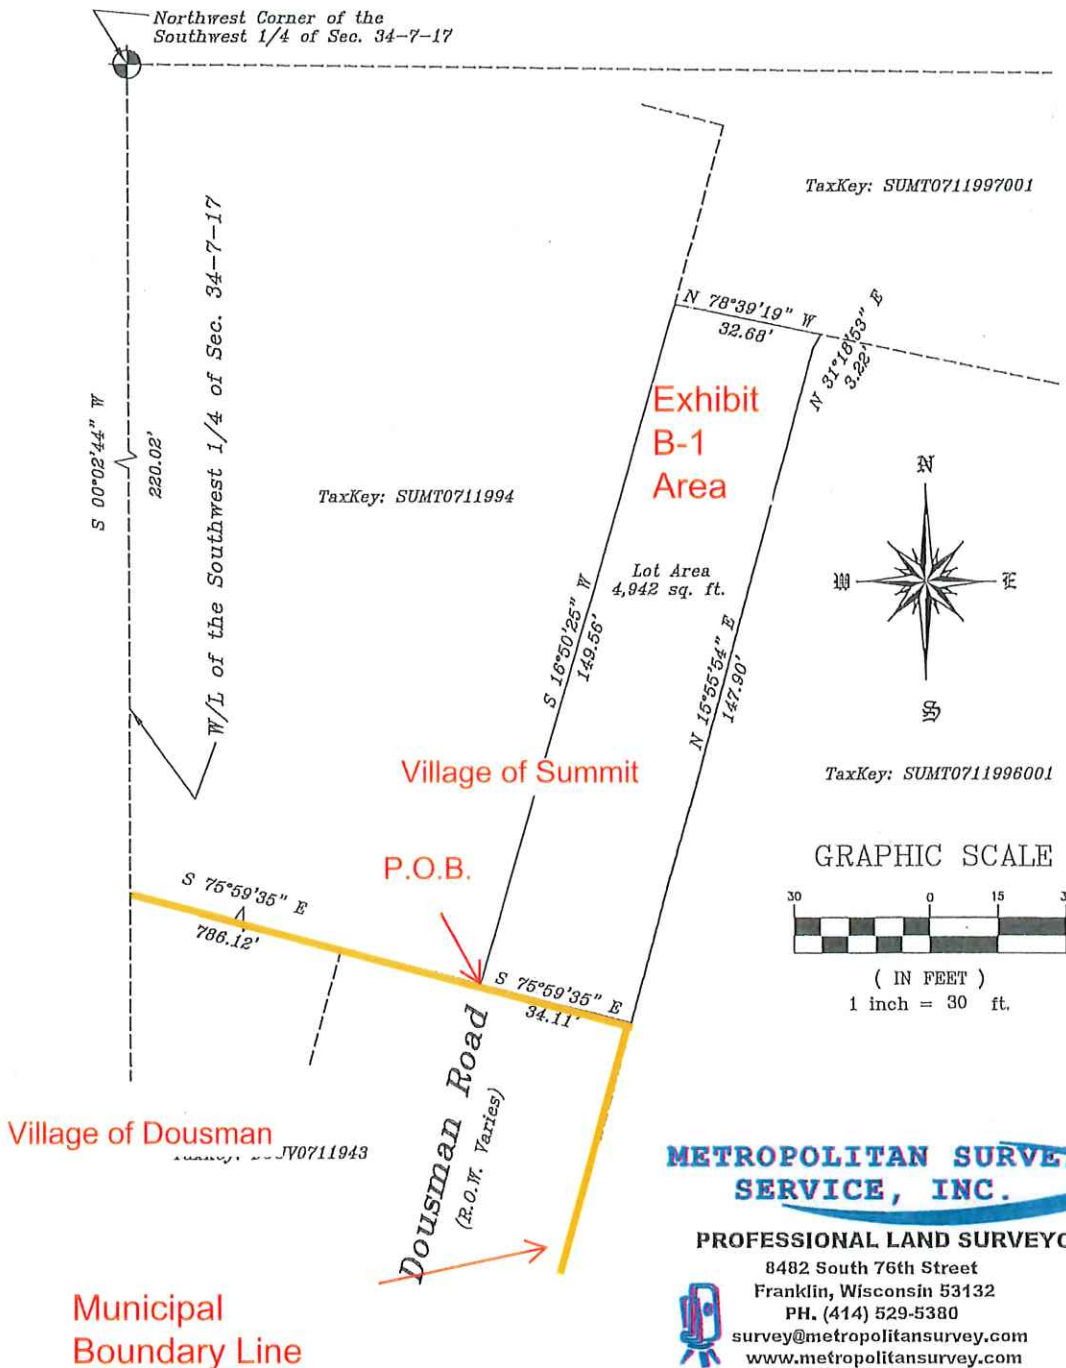 Northwest Corner of the
Southwest 1/4 of Sec. 34-7-17
TaxKey: SUMT0711997001
S 00°02'44" W
220.02'
W/L of the Southwest 1/4 of Sec. 34-7-17
N 78°39'19" W
32.68'
N 31°18'53" E
3.22'
Exhibit
B-1
Area
TaxKey: SUMT0711994
Lot Area
4,942 sq. ft.
S 16°50'25" W
149.56'
N 15°55'54" E
147.90'
N
W
E
S
Village of Summit
TaxKey: SUMT0711996001
P.O.B.
GRAPHIC SCALE
30 0 15
( IN FEET )
1 inch = 30 ft.
S 75°59'35" E
786.12'
S 75°59'35" E
34.11'
Dousman Road
(R.O.W. Varies)
Village of Dousman
JV0711943
Municipal
Boundary Line
METROPOLITAN SURVE
SERVICE, INC.
PROFESSIONAL LAND SURVEYO
8482 South 76th Street
Franklin, Wisconsin 53132
PH. (414) 529-5380
survey@metropolitansurvey.com
www.metropolitansurvey.com